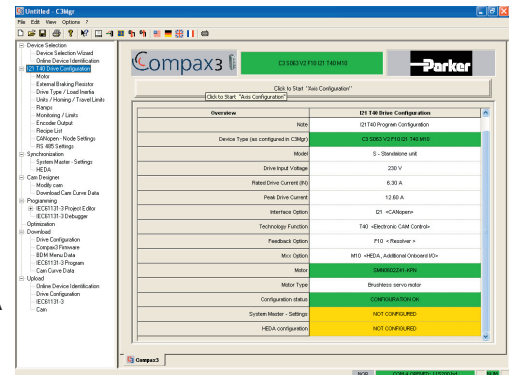 Untitled - C3Mgr
File Edit View Options ?
Device Selection
Device Selection Wizard
Online Device Identification
I21 T40 Drive Configuration
Motor
External Braking Resistor
Drive Type / Load Inertia
Units / Homing / Travel Limits
Ramps
Monitoring / Limits
Encoder Output
Recipe List
CANopen - Node Settings
RS 485 Settings
Synchronization
System Master - Settings
HEDA
Cam Designer
Modify cam
Download Cam Curve Data
Programming
IEC61131-3 Project Editor
IEC61131-3 Debugger
Optimization
Download
Drive Configuration
Compax3 Firmware
BDM Menu Data
IEC61131-3 Program
Cam Curve Data
Upload
Online Device Identification
Drive Configuration
IEC61131-3
Cam
Compax3
C3 S063 V2 F10 I21 T40 M10
Parker
Click to Start "Axis Configuration"
Click to Start "Axis Configuration"
Overview I21 T40 Drive Configuration
Note I21T40 Program Configuration
Device Type (as configured in C3Mgr) C3 S063 V2 F10 I21 T40 M10
Model S - Standalone unit
Drive Input Voltage 230 V
Rated Drive Current (IN) 6.30 A
Peak Drive Current 12.60 A
Interface Option I21 <CANopen>
Technology Function T40 <Electronic CAM Control>
Feedback Option F10 < Resolver >
Mxx Option M10 <HEDA, Additional Onboard I/O>
Motor
Motor Type Brushless servo motor
Configuration status CONFIGURATION OK
System Master - Settings NOT CONFIGURED
HEDA configuration NOT CONFIGURED
Compax3